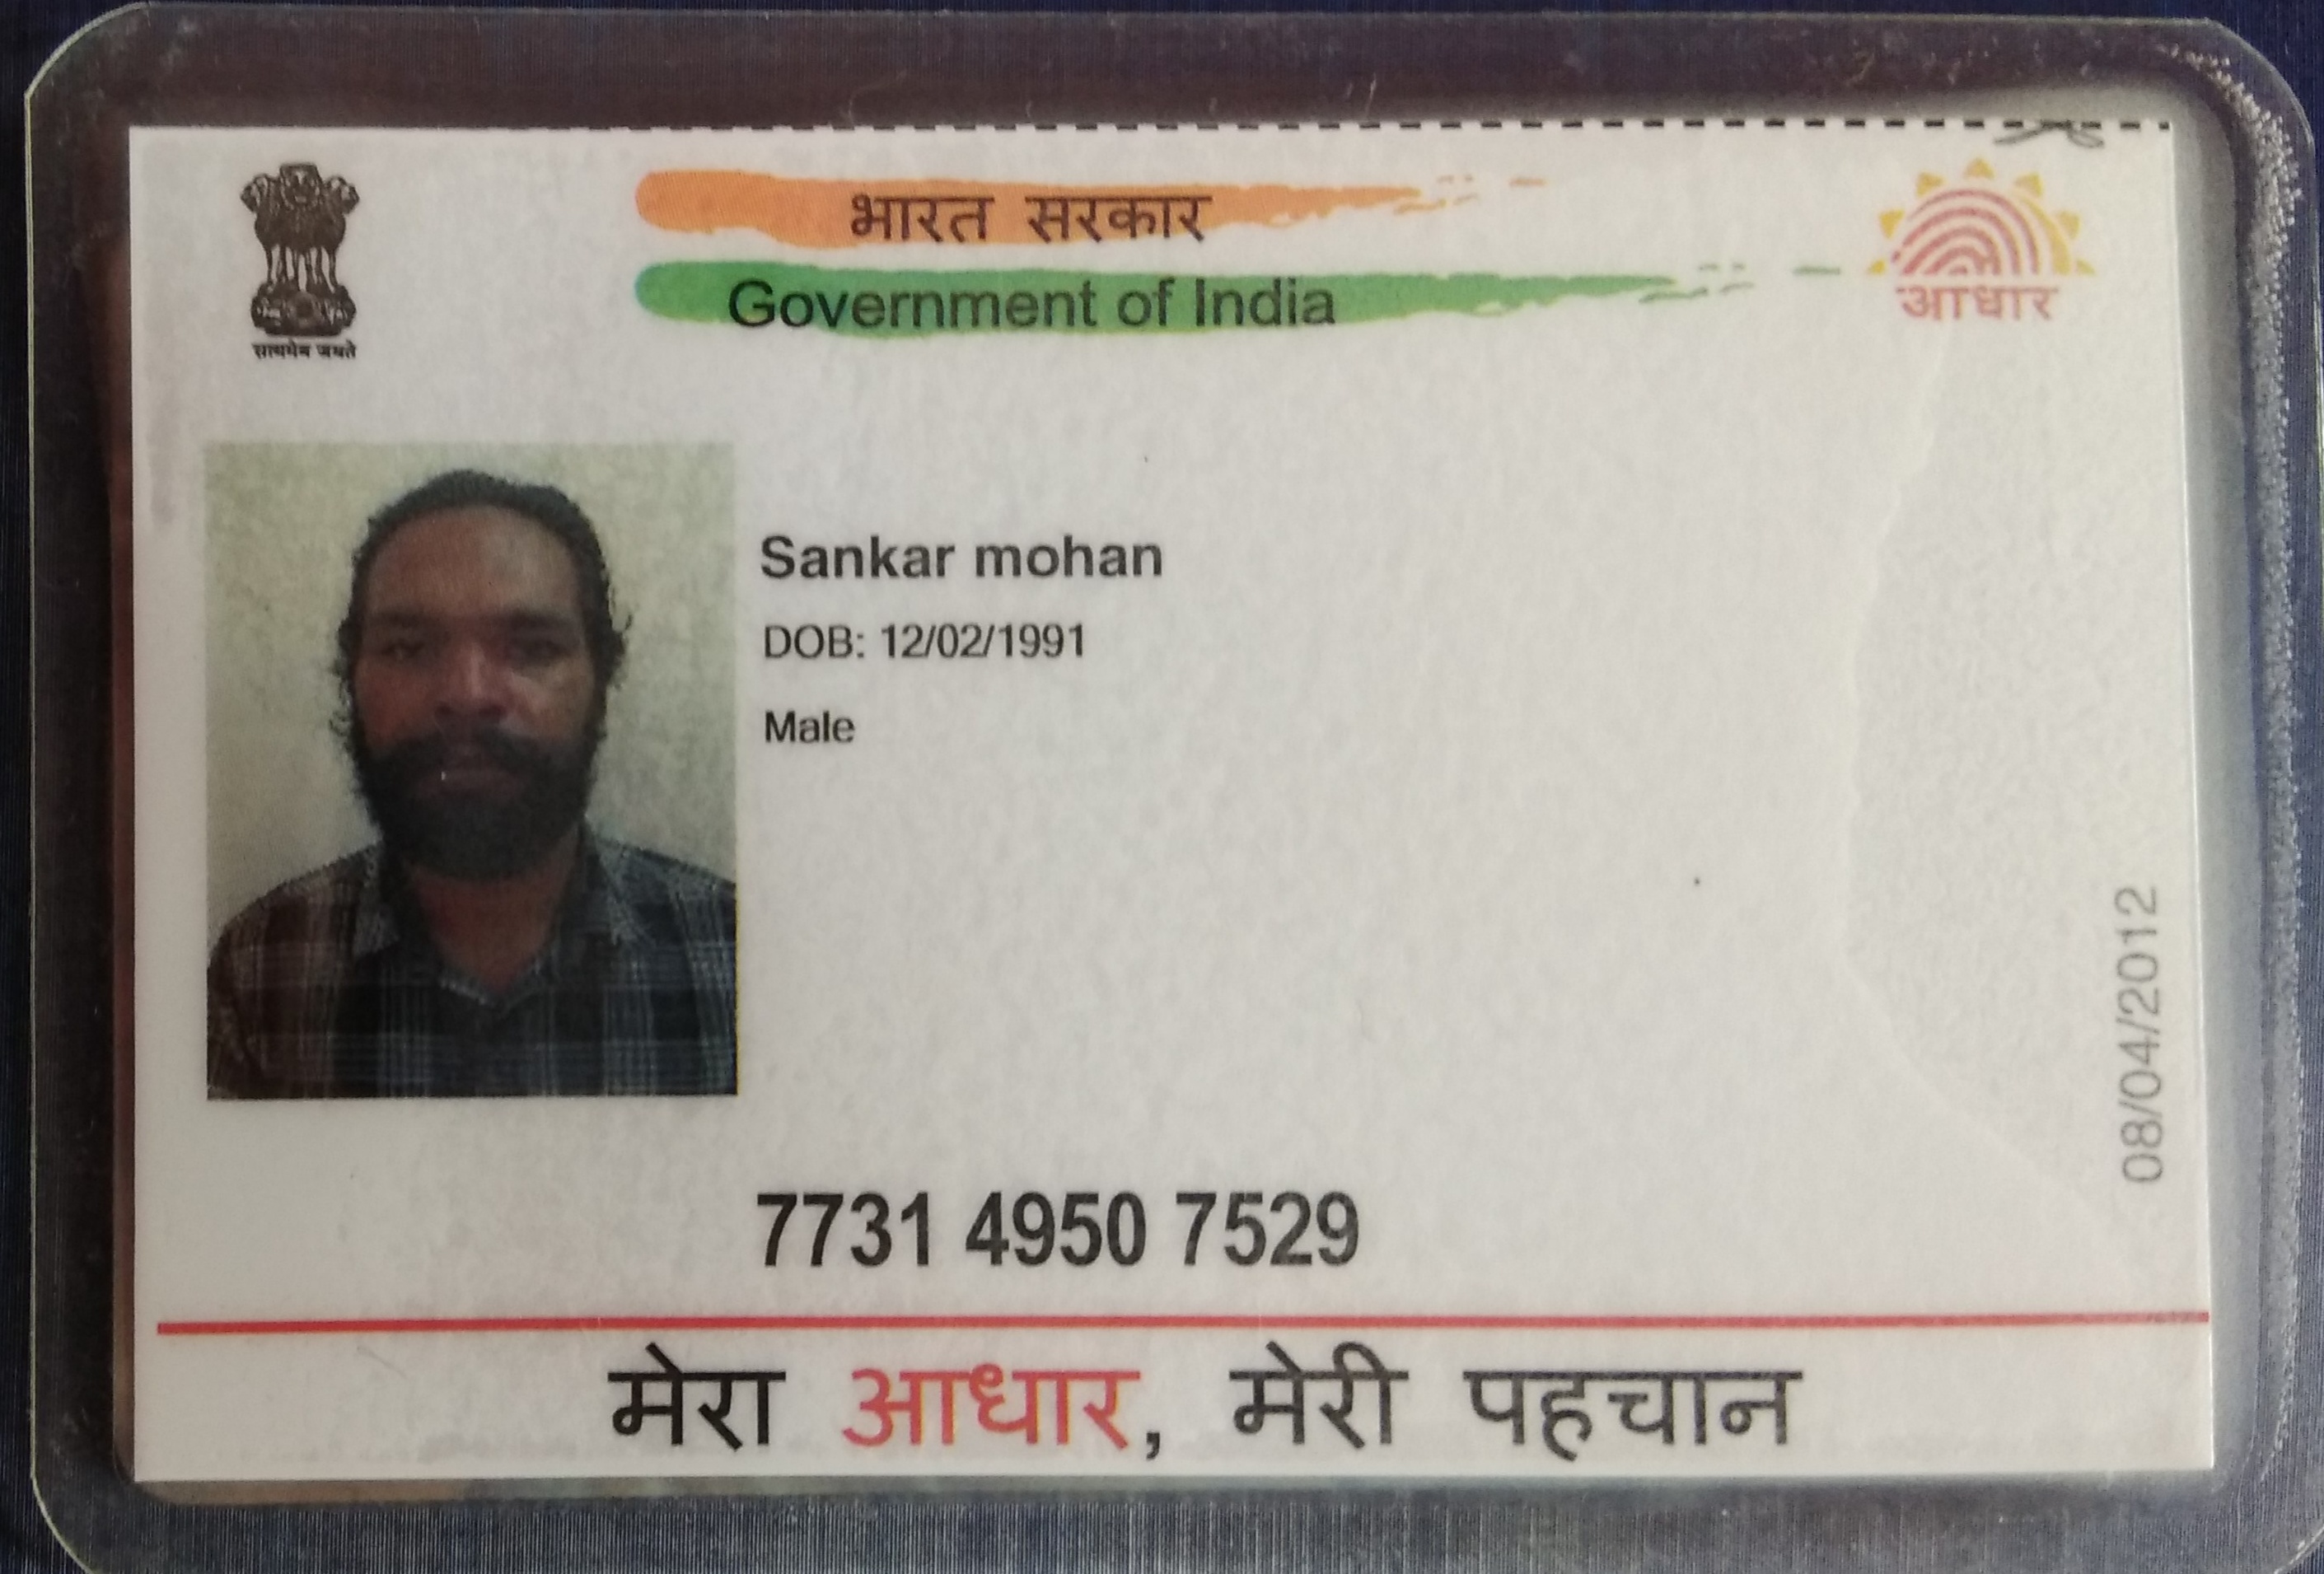 भारत सरकार
Government of India
सत्यमेव जयते
आधार
Sankar mohan
DOB: 12/02/1991
Male
08/04/2012
7731 4950 7529
मेरा आधार, मेरी पहचान